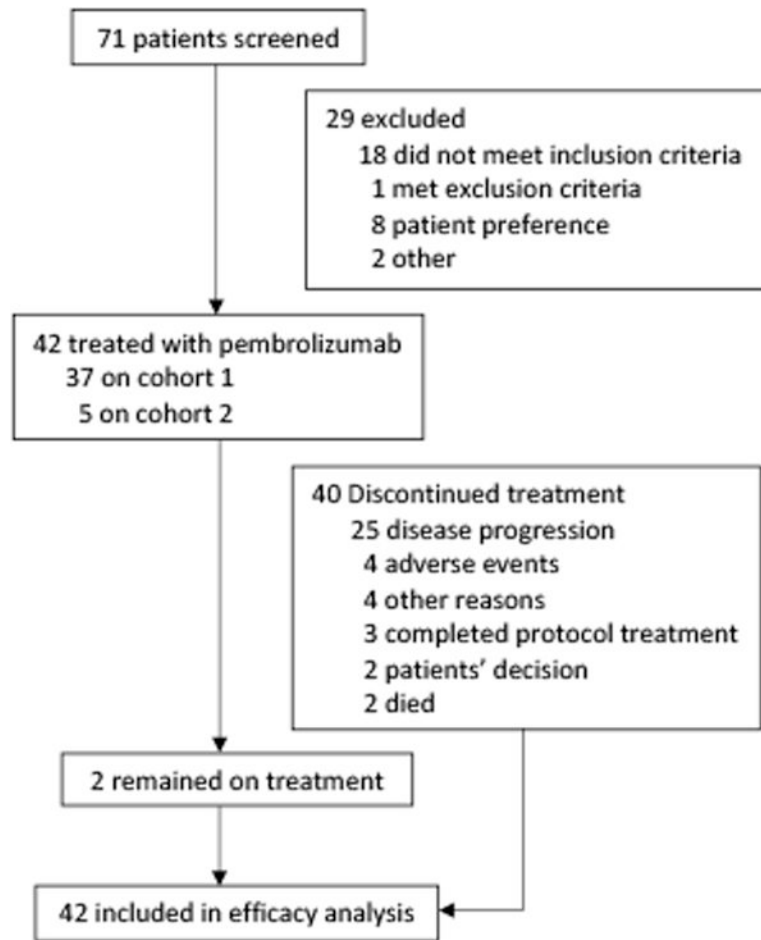 71 patients screened
29 excluded
18 did not meet inclusion criteria
1 met exclusion criteria
8 patient preference
2 other
42 treated with pembrolizumab
37 on cohort 1
5 on cohort 2
40 Discontinued treatment
25 disease progression
4 adverse events
4 other reasons
3 completed protocol treatment
2 patients’ decision
2 died
2 remained on treatment
42 included in efficacy analysis